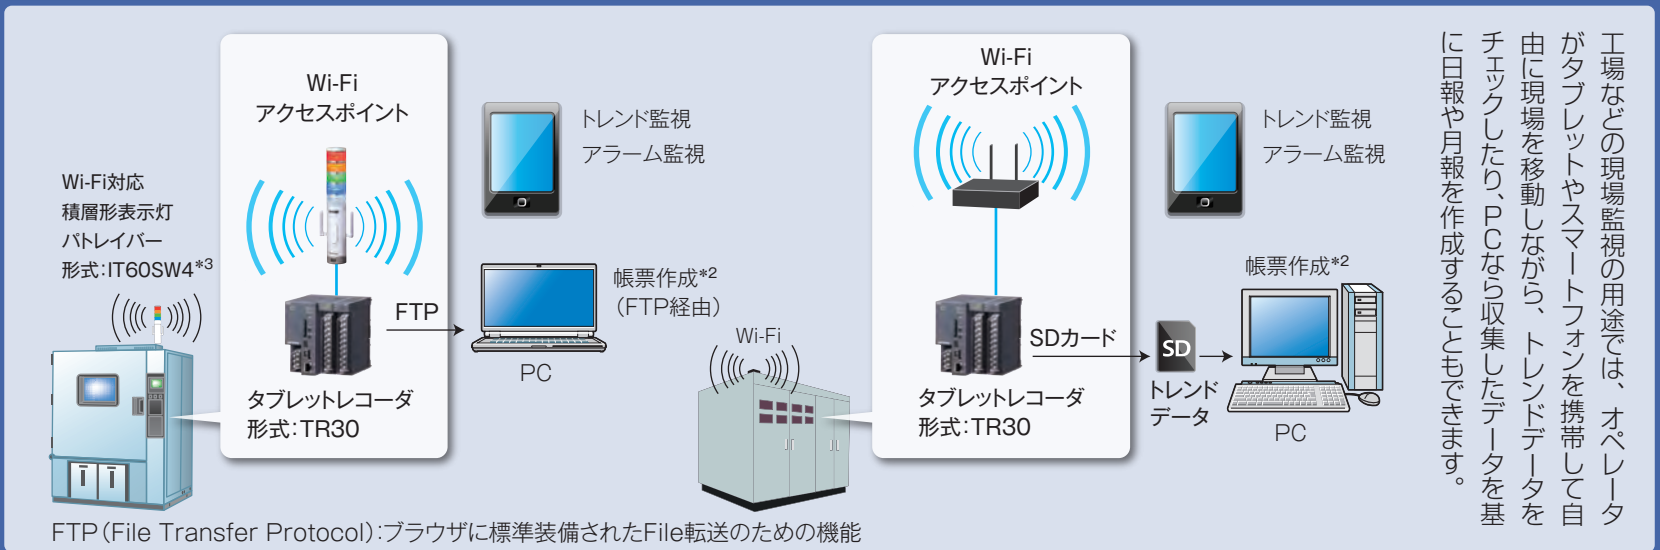 Wi-Fi
アクセスポイント
Wi-Fi対応
積層形表示灯
パトレイバー
形式:IT60SW4*3
タブレットレコーダ
形式:TR30
トレンド監視
アラーム監視
FTP
帳票作成*2
(FTP経由)
PC
Wi-Fi
Wi-Fi
アクセスポイント
タブレットレコーダ
形式:TR30
トレンド監視
アラーム監視
SDカード
SD
トレンド
データ
帳票作成*2
PC
工場などの現場監視の用途では、オペレータ
がタブレットやスマートフォンを携帯して自
由に現場を移動しながら、トレンドデータを
チェックしたり、PCなら収集したデータを基
に日報や月報を作成することもできます。
FTP(File Transfer Protocol):ブラウザに標準装備されたFile転送のための機能